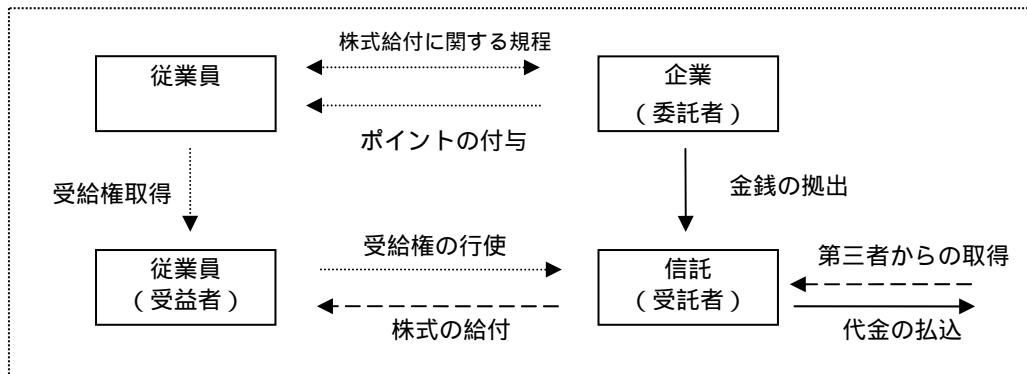 株式給付に関する規程
従業員
企業
（委託者）
ポイントの付与
受給権取得
金銭の拠出
従業員
（受益者）
受給権の行使
株式の給付
信託
（受託者）
第三者からの取得
代金の払込